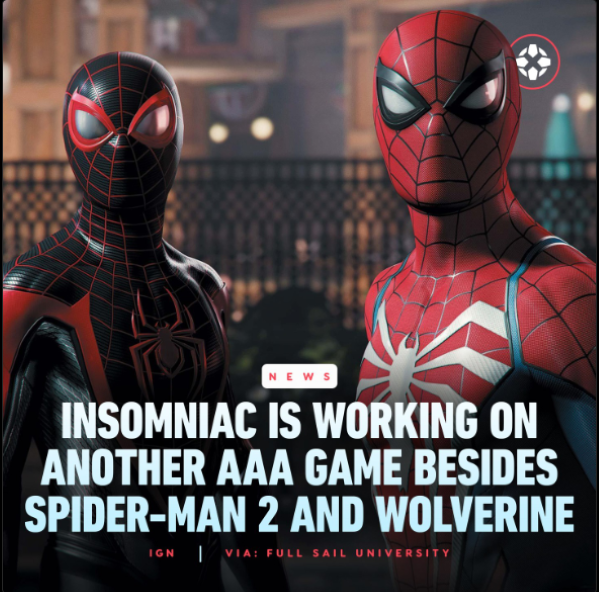 NEWS
INSOMNIAC IS WORKING ON
ANOTHER AAA GAME BESIDES
SPIDER-MAN 2 AND WOLVERINE
IGN | VIA: FULL SAIL UNIVERSITY